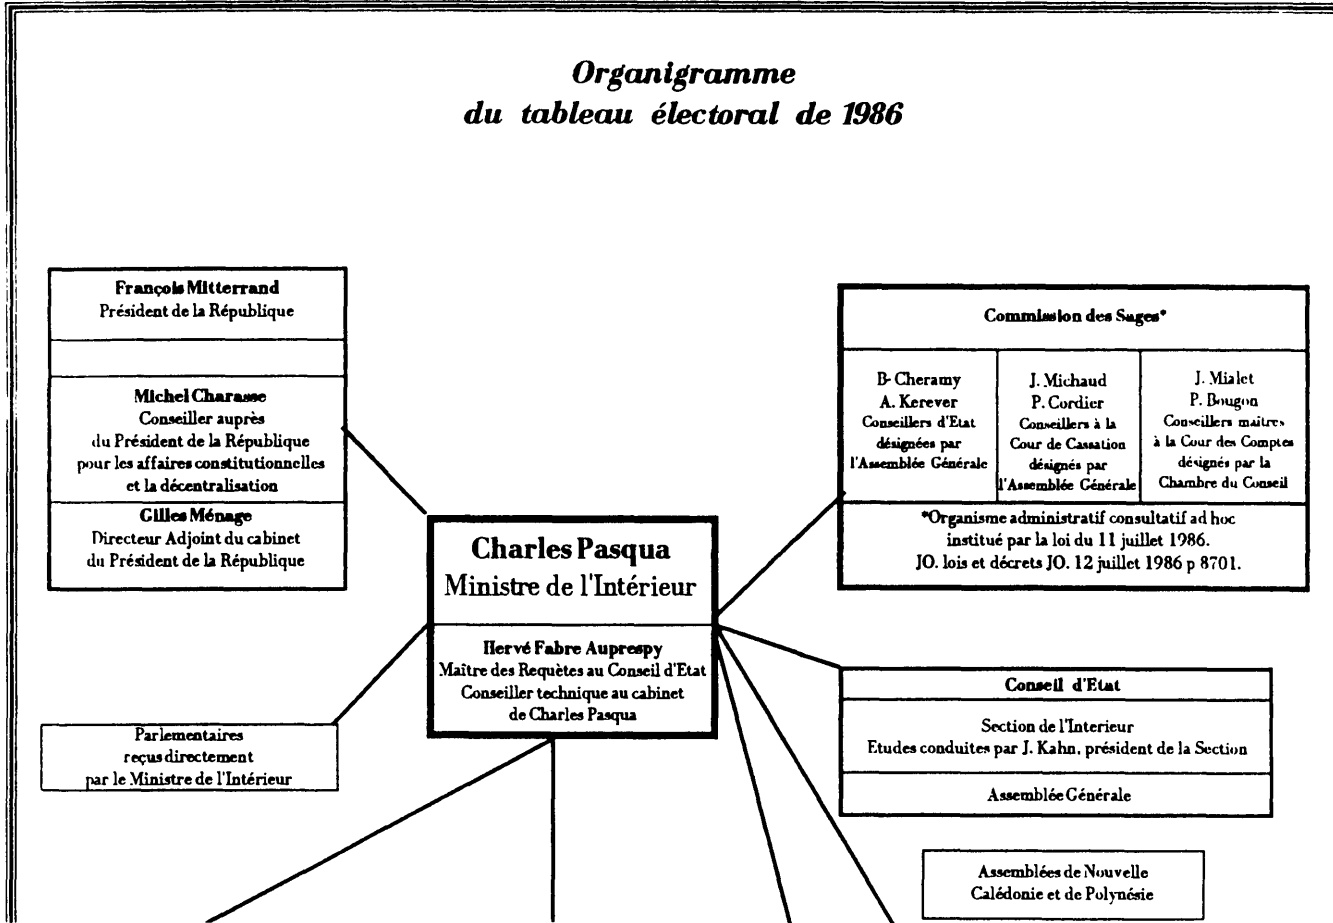 Organigramme
du tableau électoral de 1986
François Mitterrand
Président de la République
Michel Charasse
Conseiller auprès
du Président de la République
pour les affaires constitutionnelles
et la décentralisation
Gilles Ménage
Directeur Adjoint du cabinet
du Président de la République
Commission des Sages*
B- Cheramy
A. Kerever
Conseillers d'Etat
désignées par
l'Assemblée Générale
J. Michaud
P. Cordier
Conseillers à la
Cour de Cassation
désignés par
l'Assemblée Générale
J. Mialet
P. Bougon
Conseillers maitres
à la Cour des Comptes
désignés par la
Chambre du Conseil
*Organisme administratif consultatif ad hoc
institué par la loi du 11 juillet 1986.
JO. lois et décrets JO. 12 juillet 1986 p 8701.
Charles Pasqua
Ministre de l'Intérieur
Hervé Fabre Auprespy
Maître des Requètes au Conseil d'Etat
Conseiller technique au cabinet
de Charles Pasqua
Parlementaires
reçus directement
par le Ministre de l'Intérieur
Conseil d'Etat
Section de l'Interieur
Etudes conduites par J. Kahn, président de la Section
Assemblée Générale
Assemblées de Nouvelle
Calédonie et de Polynésie